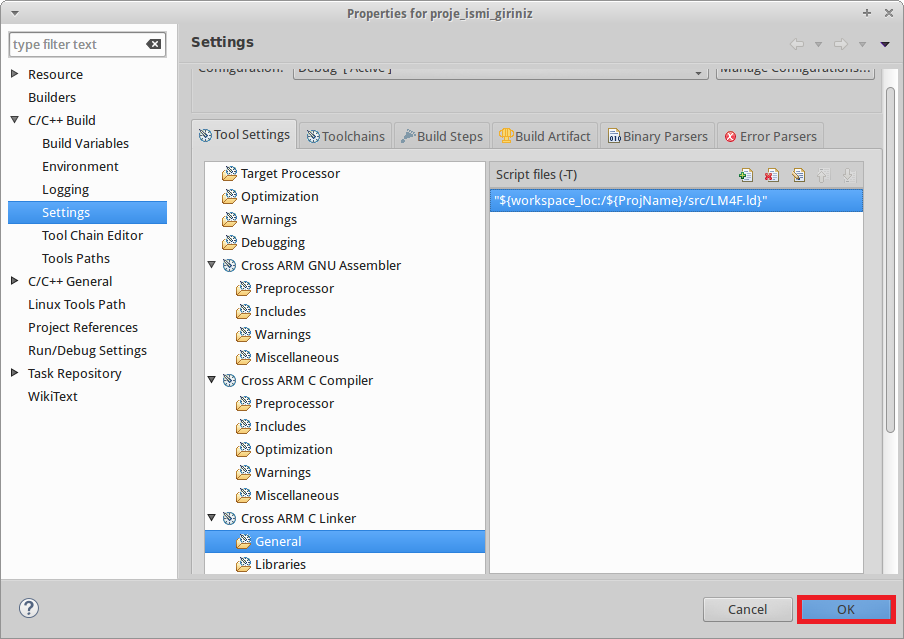 Properties for proje_ismi_giriniz
type filter text
Resource
Builders
C/C++ Build
Build Variables
Environment
Logging
Settings
Tool Chain Editor
Tools Paths
C/C++ General
Linux Tools Path
Project References
Run/Debug Settings
Task Repository
WikiText
Settings
Configuration: Debug [ Active ] Manage Configurations...
Tool Settings Toolchains Build Steps Build Artifact Binary Parsers Error Parsers
Target Processor
Optimization
Warnings
Debugging
Cross ARM GNU Assembler
Preprocessor
Includes
Warnings
Miscellaneous
Cross ARM C Compiler
Preprocessor
Includes
Optimization
Warnings
Miscellaneous
Cross ARM C Linker
General
Libraries
Script files (-T)
"${workspace_loc:/${ProjName}/src/LM4F.ld}"
Cancel OK